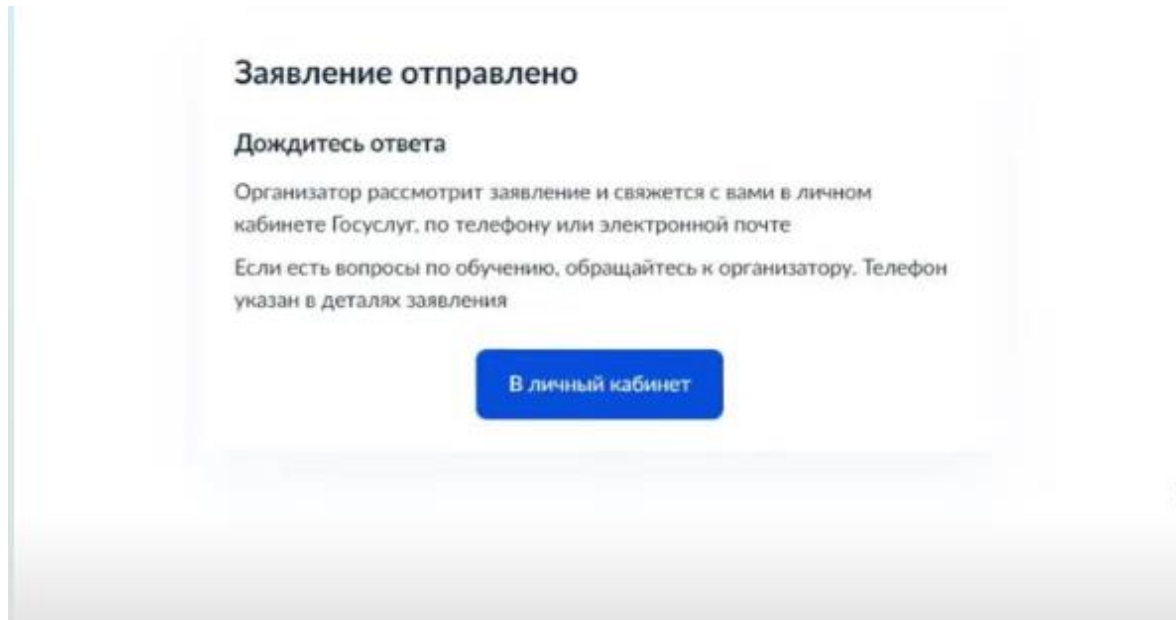 Заявление отправлено
Дождитесь ответа
Организатор рассмотрит заявление и свяжется с вами в личном
кабинете Госуслуг, по телефону или электронной почте
Если есть вопросы по обучению, обращайтесь к организатору. Телефон
указан в деталях заявления
В личный кабинет